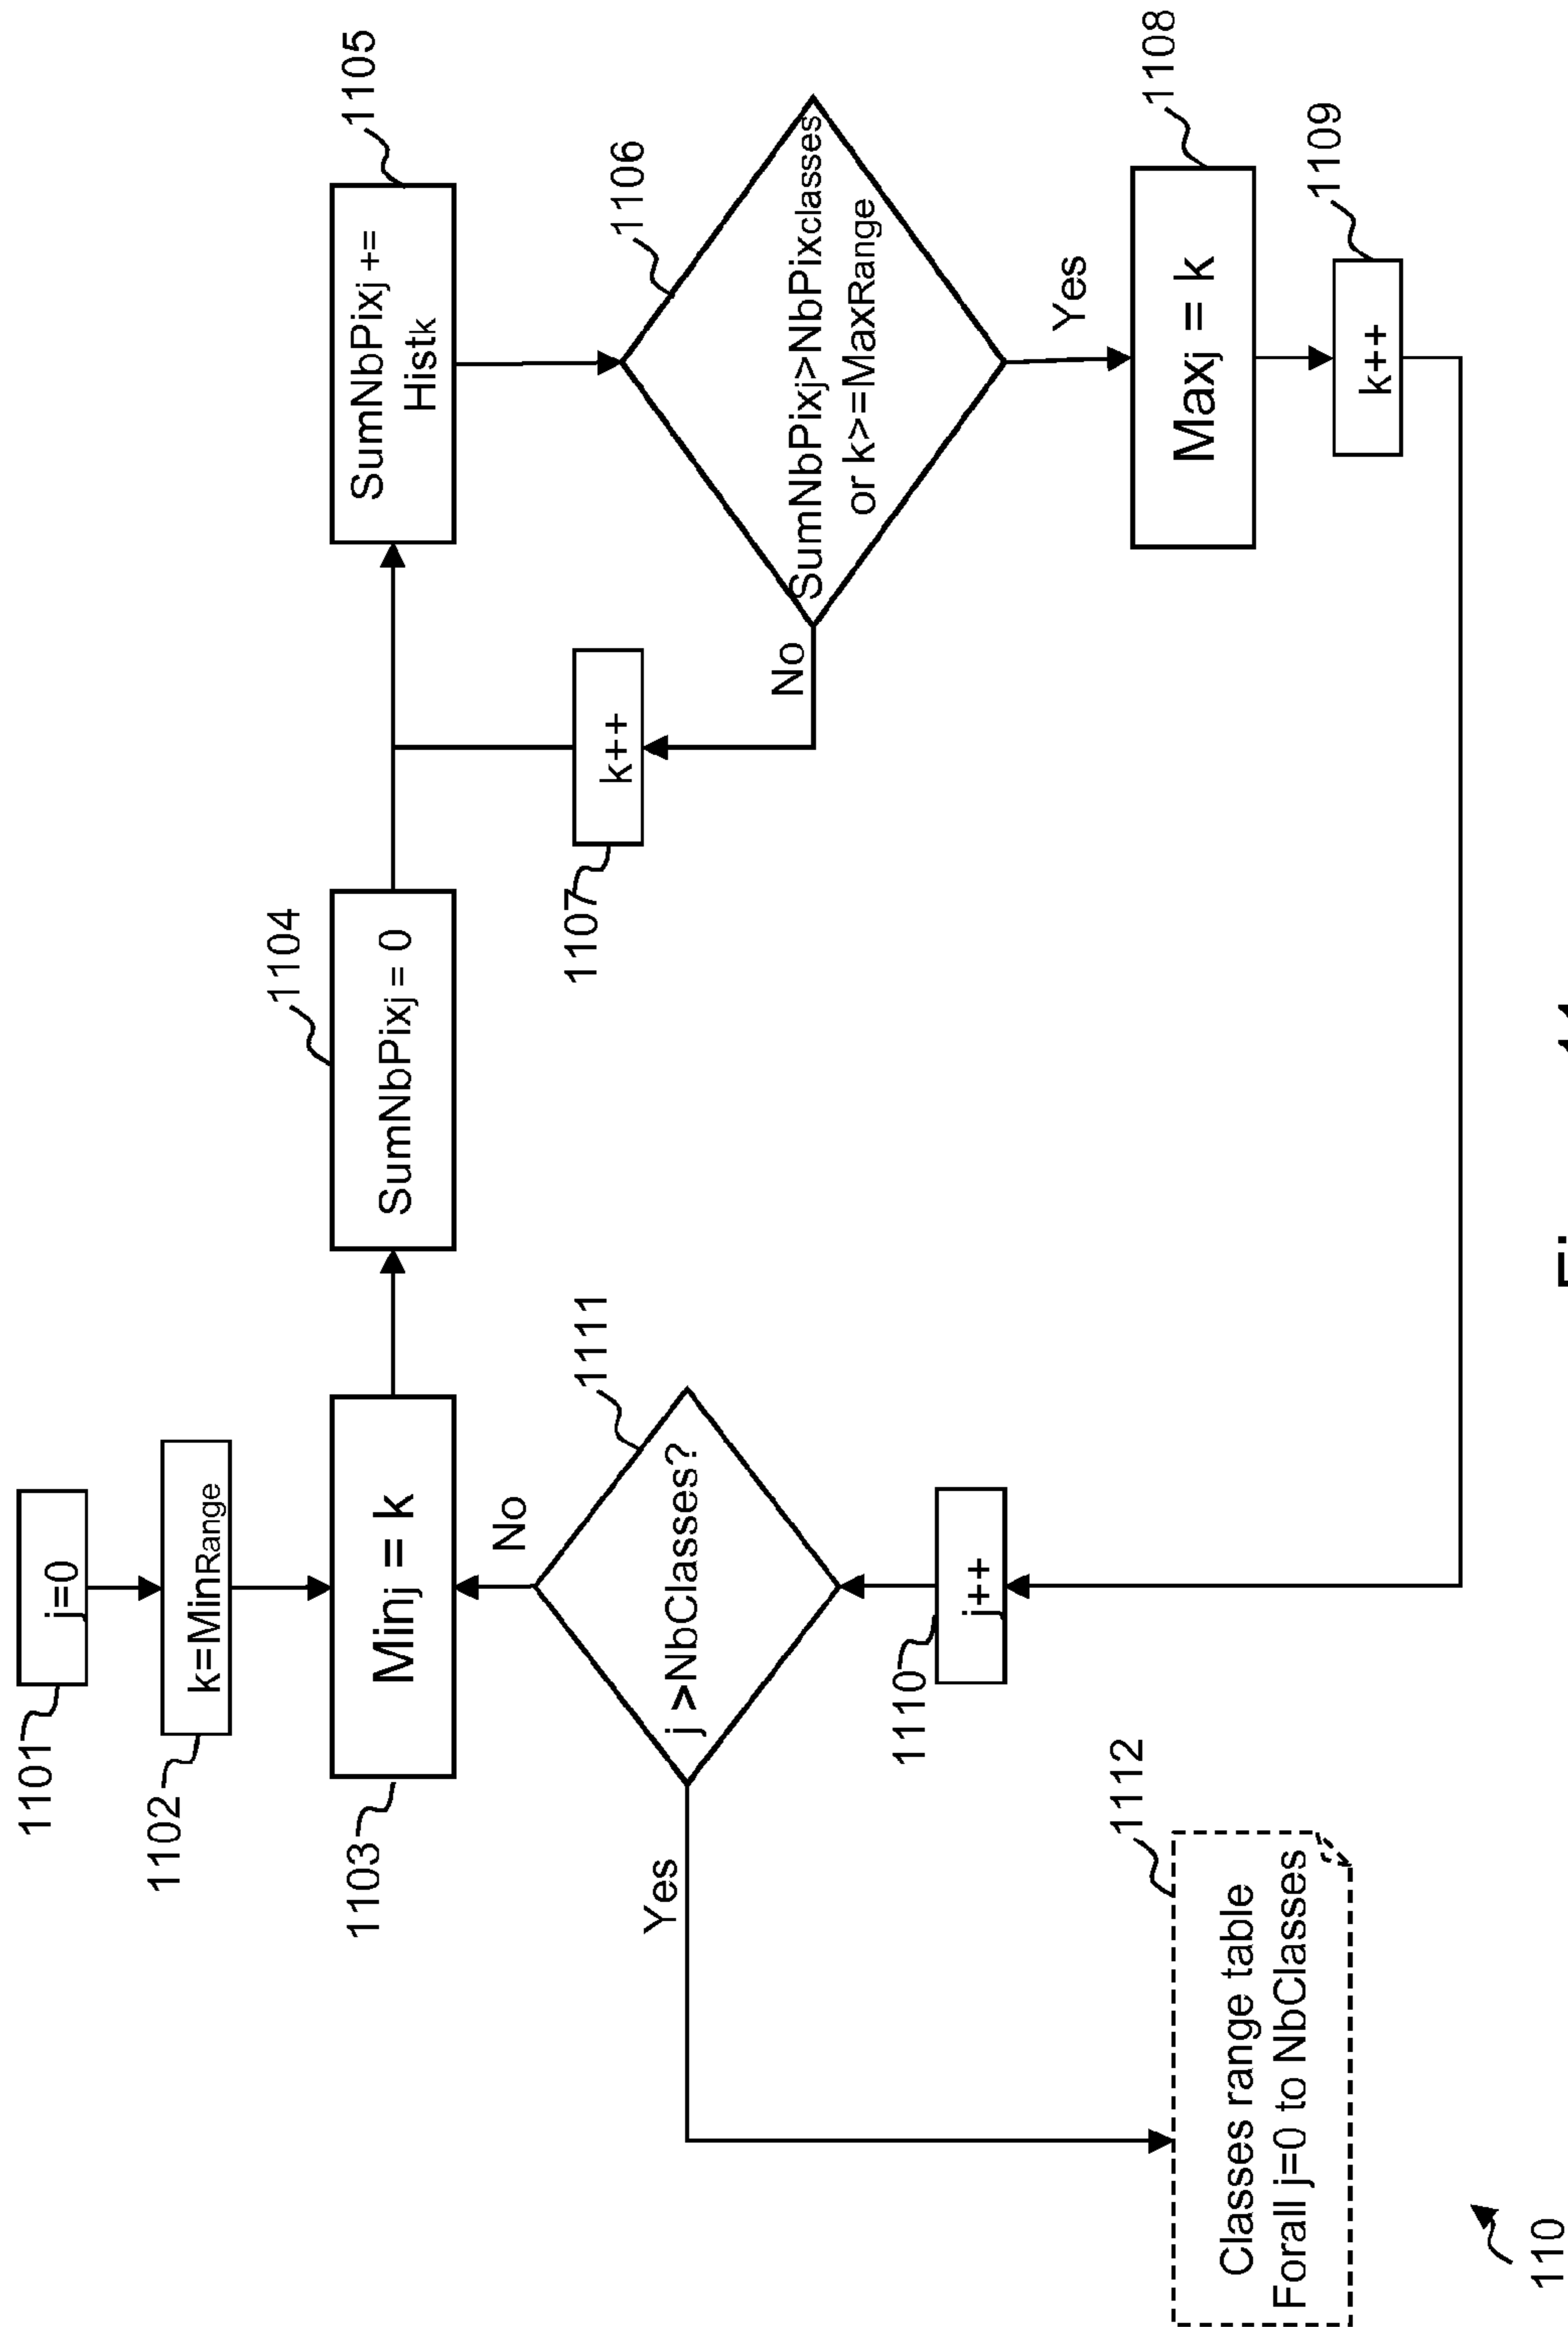 1101
j=0
1102
k=MinRange
1103
Minj = k
1104
SumNbPixj = 0
1105
SumNbPixj +=
Histk
1106
SumNbPixj>NbPixclasses
or k>=MaxRange
No
1107
k++
Yes
1108
Maxj = k
1109
k++
1110
j++
1111
j >NbClasses?
No
Yes
1112
Classes range table
Forall j=0 to NbClasses
110